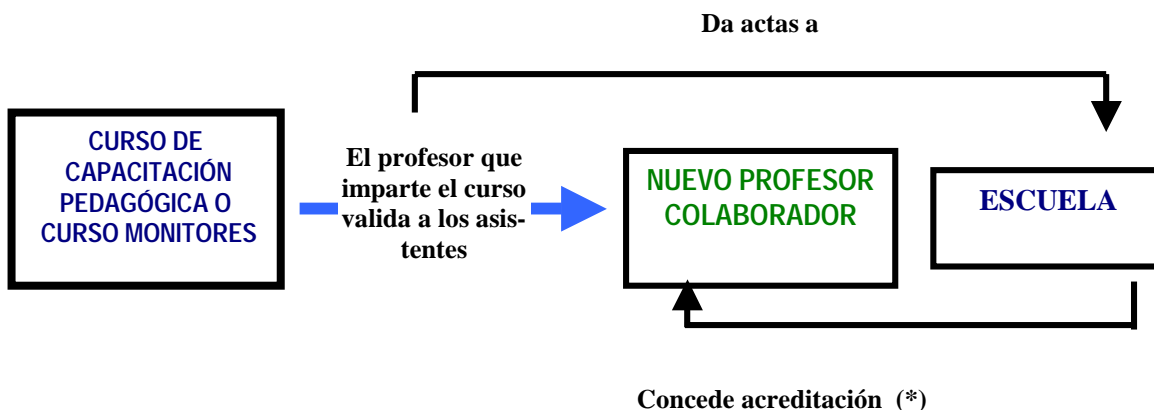 Da actas a
CURSO DE
CAPACITACIÓN
PEDAGÓGICA O
CURSO MONITORES
El profesor que
imparte el curso
valida a los asis-
tentes
NUEVO PROFESOR
COLABORADOR
ESCUELA
Concede acreditación (*)